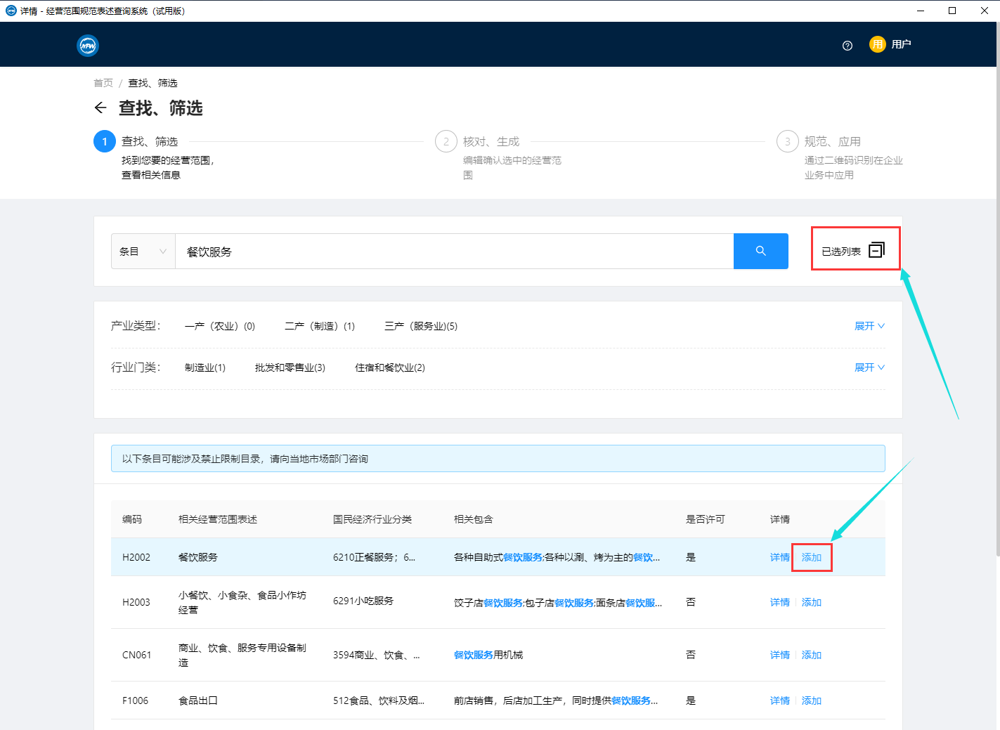 详情 - 经营范围规范表述查询系统（试用版）
用 用户
首页 / 查找、筛选
查找、筛选
1 查找、筛选
找到您要的经营范围，
查看相关信息
2 核对、生成
编辑确认选中的经营范
围
3 规范、应用
通过二维码识别在企业
业务中应用
条目 餐饮服务 已选列表
产业类型： 一产（农业）(0) 二产（制造）(1) 三产（服务业)(5) 展开
行业门类： 制造业(1) 批发和零售业(3) 住宿和餐饮业(2) 展开
以下条目可能涉及禁止限制目录，请向当地市场部门咨询
编码 相关经营范围表述 国民经济行业分类 相关包含 是否许可 详情
H2002 餐饮服务 6210正餐服务；6... 各种自助式餐饮服务;各种以涮、烤为主的餐饮... 是 详情 添加
H2003 小餐饮、小食杂、食品小作坊
经营 6291小吃服务 饺子店餐饮服务;包子店餐饮服务;面条店餐饮服... 否 详情 添加
CN061 商业、饮食、服务专用设备制
造 3594商业、饮食、... 餐饮服务用机械 否 详情 添加
F1006 食品出口 512食品、饮料及烟... 前店销售，后店加工生产，同时提供餐饮服务... 是 详情 添加